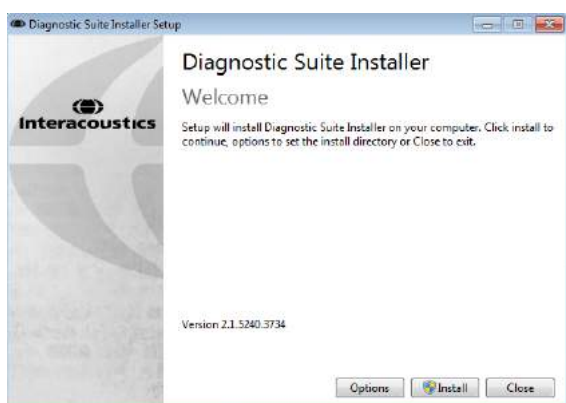 Diagnostic Suite Installer Setup
Diagnostic Suite Installer
Welcome
Interacoustics
Setup will install Diagnostic Suite Installer on your computer. Click install to
continue, options to set the install directory or Close to exit.
Version 2.1.5240.3734
Options
Install
Close